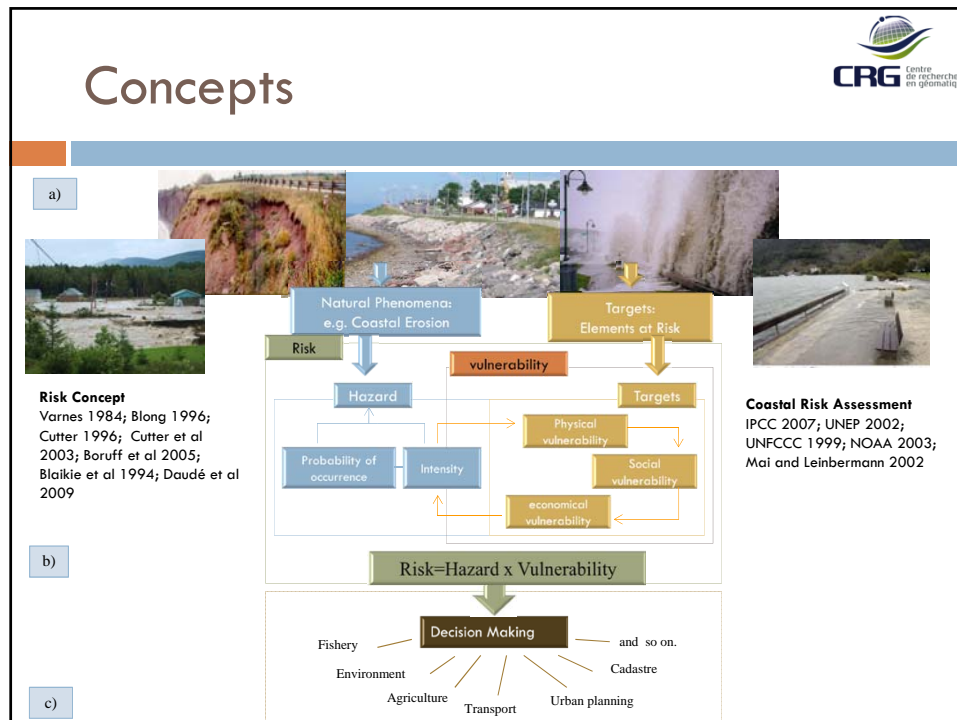 Concepts
CRG Centre
de recherche
en géomatiq
a)
Natural Phenomena:
e.g. Coastal Erosion
Targets:
Elements at Risk
Risk
vulnerability
Risk Concept
Varnes 1984; Blong 1996;
Cutter 1996; Cutter et al
2003; Boruff et al 2005;
Blaikie et al 1994; Daudé et al
2009
Hazard
Targets
Probability of
occurrence
Intensity
Physical
vulnerability
Social
vulnerability
economical
vulnerability
Coastal Risk Assessment
IPCC 2007; UNEP 2002;
UNFCCC 1999; NOAA 2003;
Mai and Leinbermann 2002
b)
Risk=Hazard x Vulnerability
Decision Making
Fishery
Environment
Agriculture
Transport
Urban planning
Cadastre
and so on.
c)